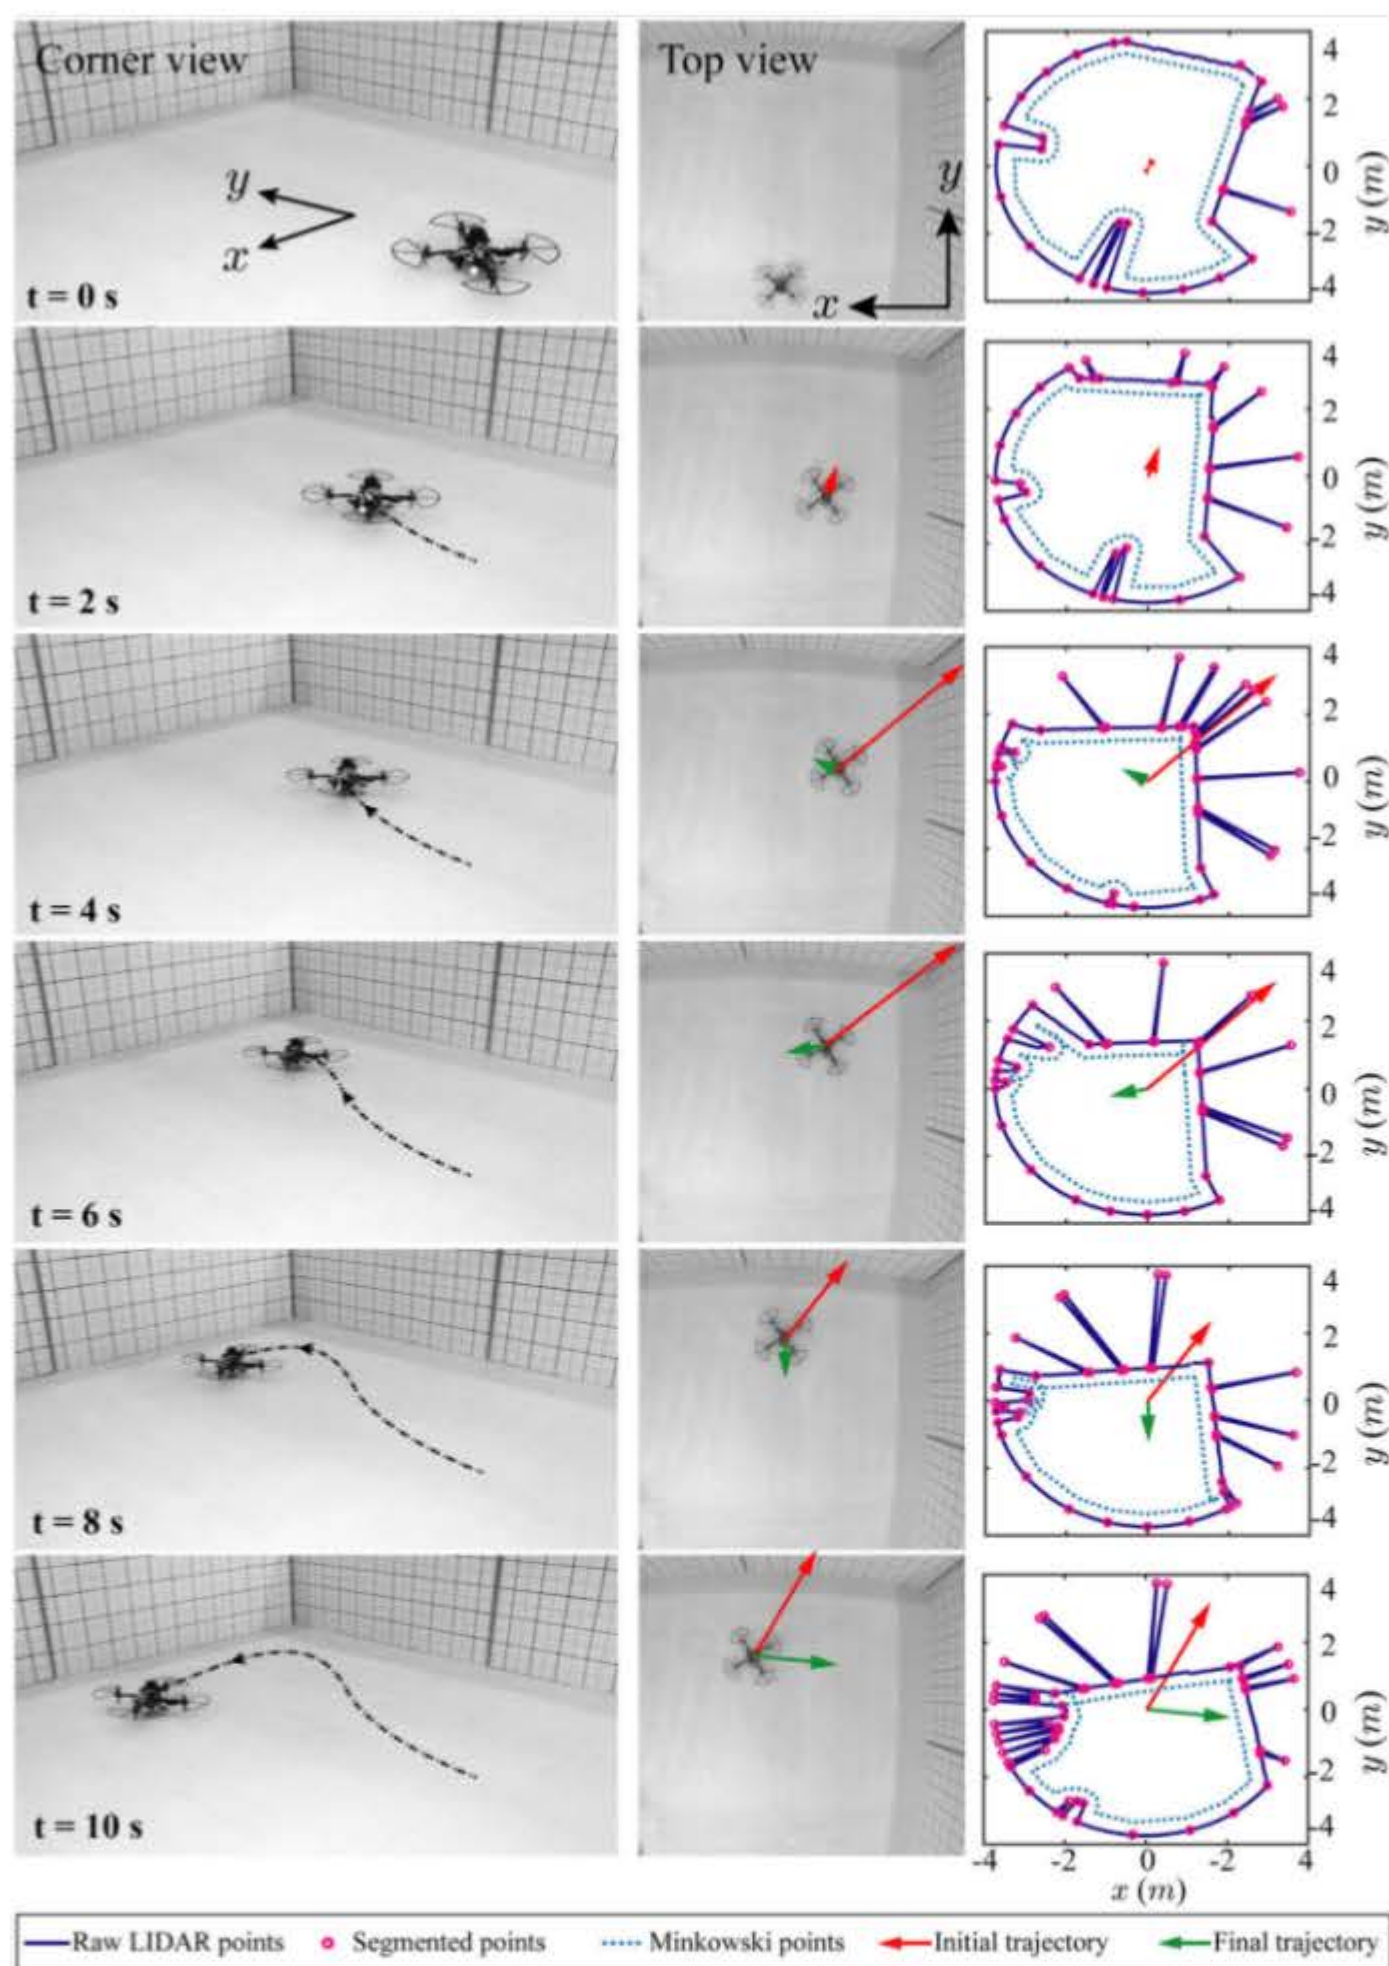 Corner view
Top view
4
2
0
-2
-4
y (m)
y
x
y
x
t = 0 s
4
2
0
-2
-4
y (m)
t = 2 s
4
2
0
-2
-4
y (m)
t = 4 s
4
2
0
-2
-4
y (m)
t = 6 s
4
2
0
-2
-4
y (m)
t = 8 s
4
2
0
-2
-4
y (m)
t = 10 s
-4 -2 0 -2 4
x (m)
Raw LIDAR points Segmented points Minkowski points Initial trajectory Final trajectory